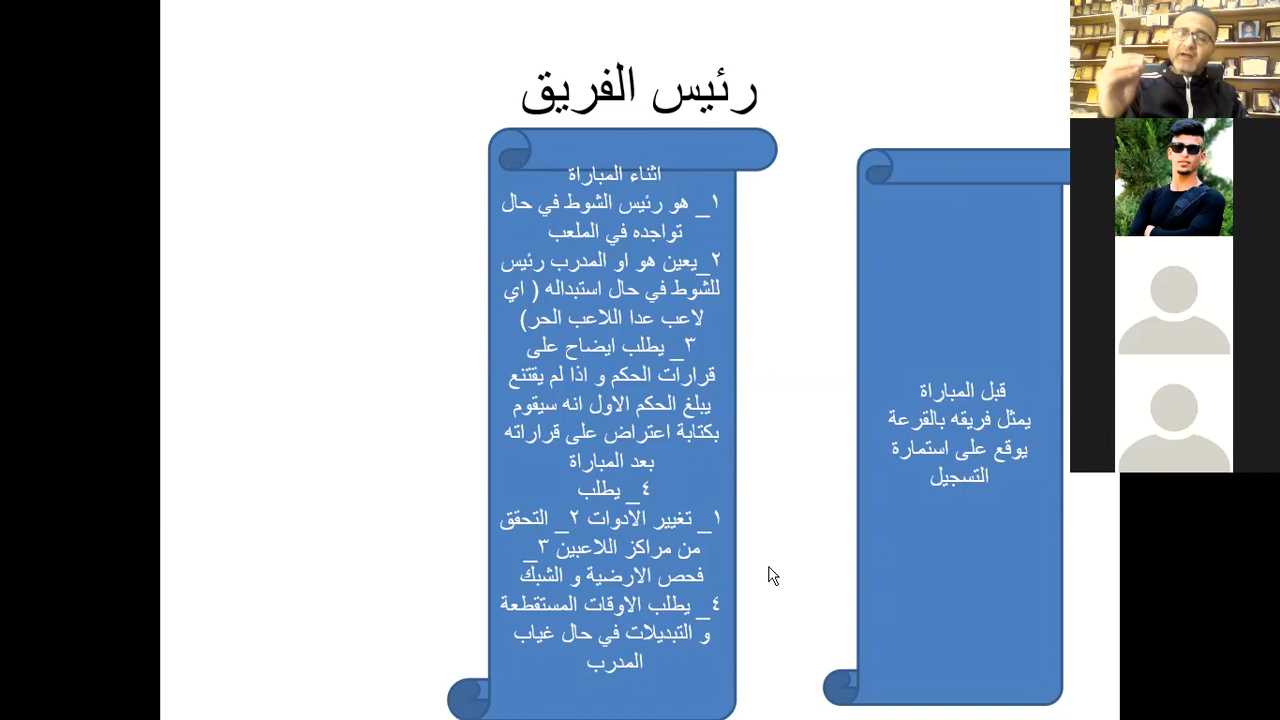 رئيس الفريق
قبل المباراة
يمثل فريقه بالقرعة
يوقع على استمارة
التسجيل
اثناء المباراة
١_ هو رئيس الشوط في حال
تواجده في الملعب
٢_يعين هو او المدرب رئيس
للشوط في حال استبداله ( اي
لاعب عدا اللاعب الحر)
٣_ يطلب ايضاح على
قرارات الحكم و اذا لم يقتنع
يبلغ الحكم الاول انه سيقوم
بكتابة اعتراض على قراراته
بعد المباراة
٤_ يطلب
١_ تغيير الادوات ٢_ التحقق
من مراكز اللاعبين ٣_
فحص الارضية و الشبك
٤_ يطلب الاوقات المستقطعة
و التبديلات في حال غياب
المدرب